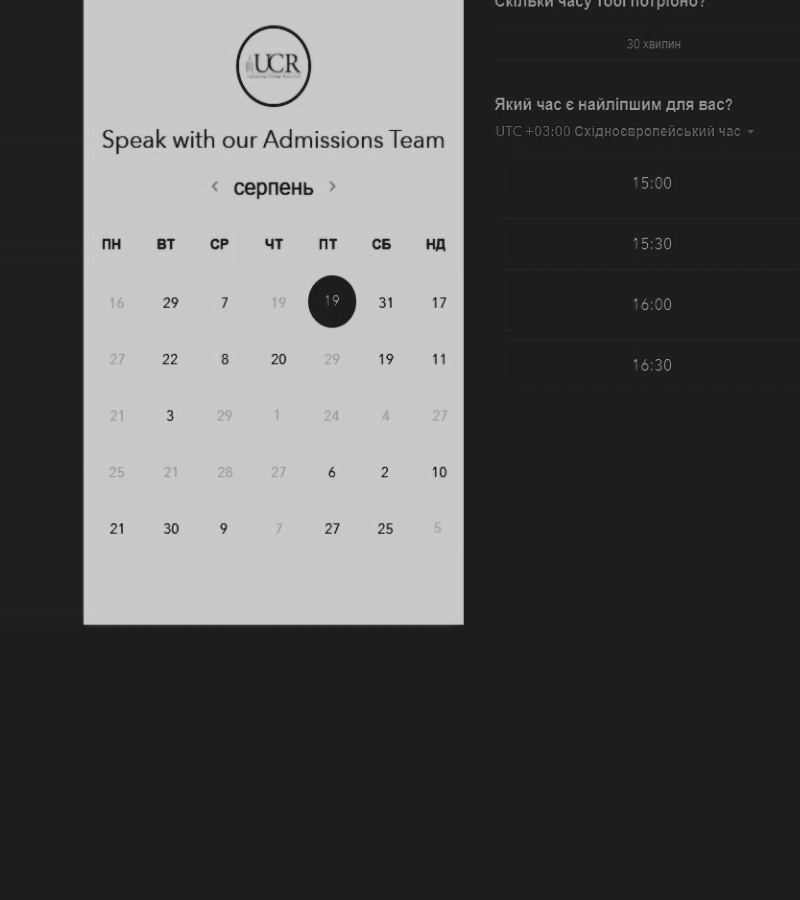 UCR
Speak with our Admissions Team
серпень
ПН ВТ СР ЧТ ПТ СБ НД
16 29 7 19 19 31 17
27 22 8 20 29 19 11
21 3 29 1 24 4 27
25 21 28 27 6 2 10
21 30 9 7 27 25 5
Скільки часу тобі потрібно?
30 хвилин
Який час є найліпшим для вас?
UTC +03:00 Східноєвропейський час
15:00
15:30
16:00
16:30